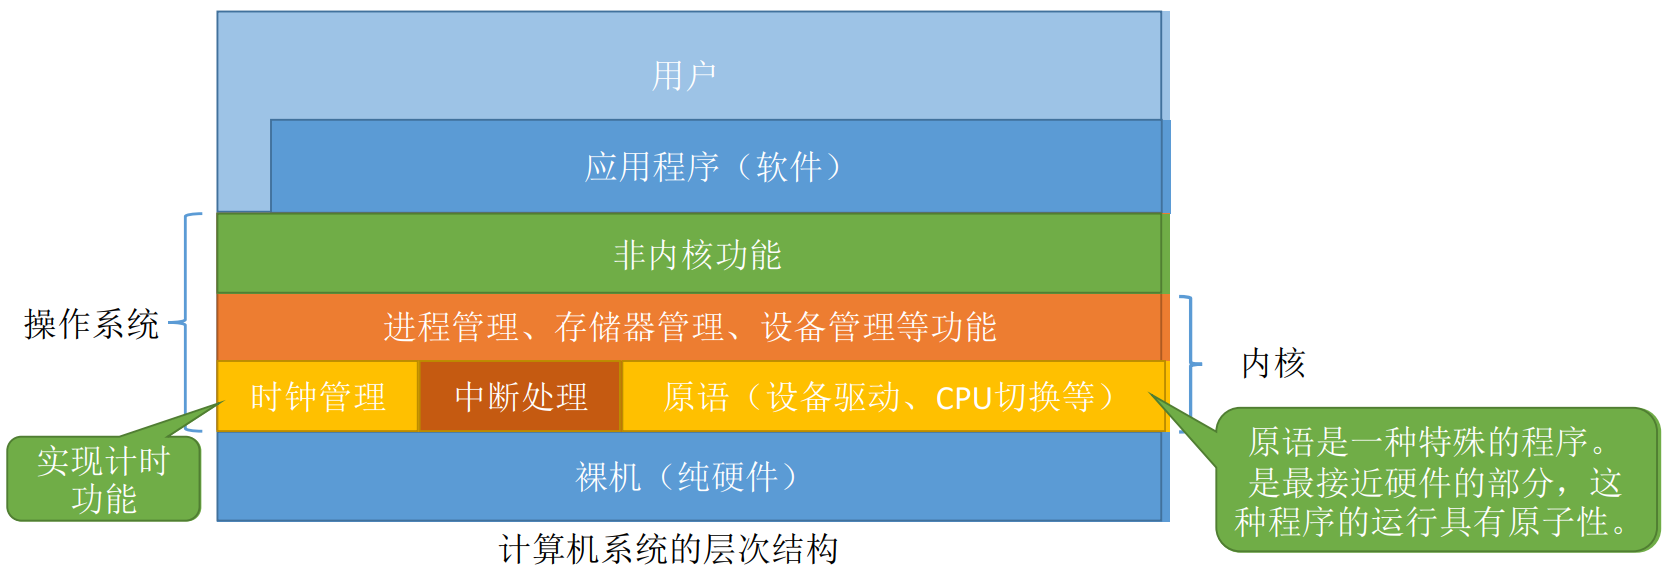 用户
应用程序（软件）
非内核功能
操作系统
进程管理、存储器管理、设备管理等功能
内核
时钟管理
中断处理
原语（设备驱动、CPU切换等）
实现计时
功能
原语是一种特殊的程序。
是最接近硬件的部分，这
种程序的运行具有原子性。
裸机（纯硬件）
计算机系统的层次结构